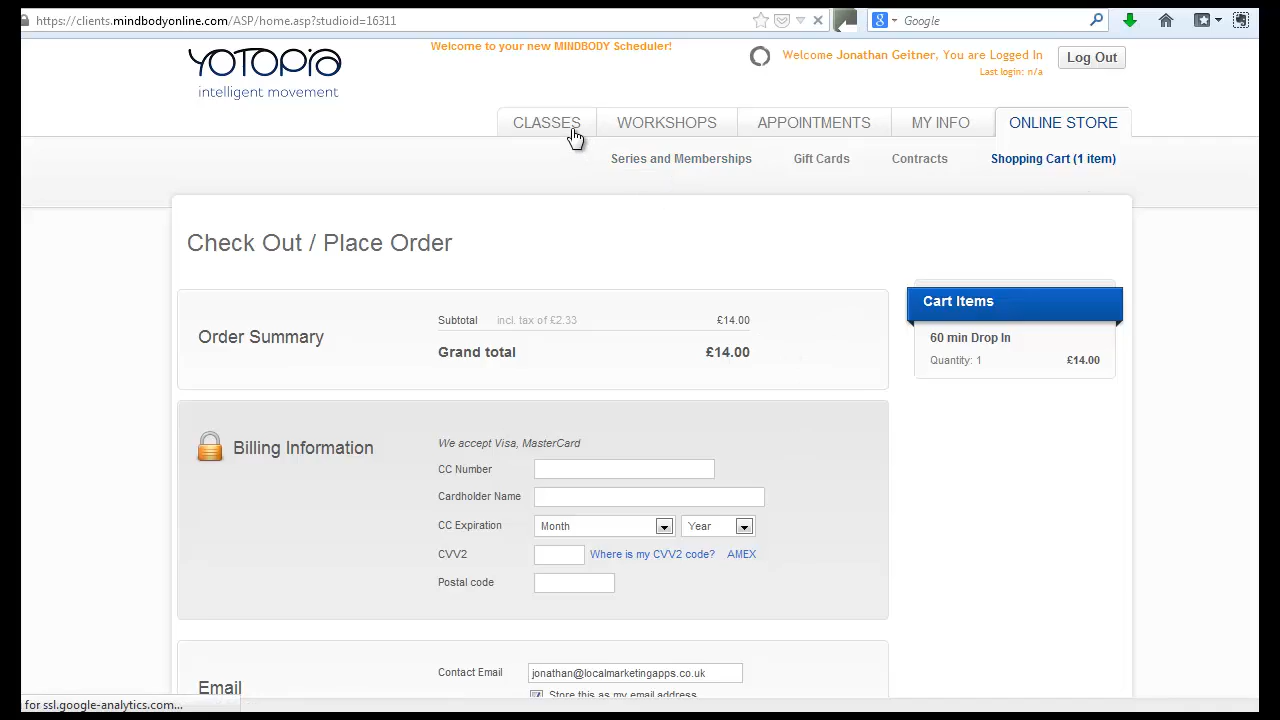 https://clients.mindbodyonline.com/ASP/home.asp?studioid=16311
Google
YOTOPIA
intelligent movement
Welcome to your new MINDBODY Scheduler!
Welcome Jonathan Geitner, You are Logged In
Last login: n/a
Log Out
CLASSES
WORKSHOPS
APPOINTMENTS
MY INFO
ONLINE STORE
Series and Memberships
Gift Cards
Contracts
Shopping Cart (1 item)
Check Out / Place Order
Order Summary
Subtotal incl. tax of £2.33 £14.00
Grand total £14.00
Cart Items
60 min Drop In
Quantity: 1 £14.00
Billing Information
We accept Visa, MasterCard
CC Number
Cardholder Name
CC Expiration Month Year
CVV2 Where is my CVV2 code? AMEX
Postal code
Email
Contact Email jonathan@localmarketingapps.co.uk
Store this as my email address
for ssl.google-analytics.com...